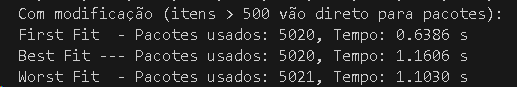 Com modificação (itens > 500 vão direto para pacotes):
First Fit  - Pacotes usados: 5020, Tempo: 0.6386 s
Best Fit --- Pacotes usados: 5020, Tempo: 1.1606 s
Worst Fit  - Pacotes usados: 5021, Tempo: 1.1030 s